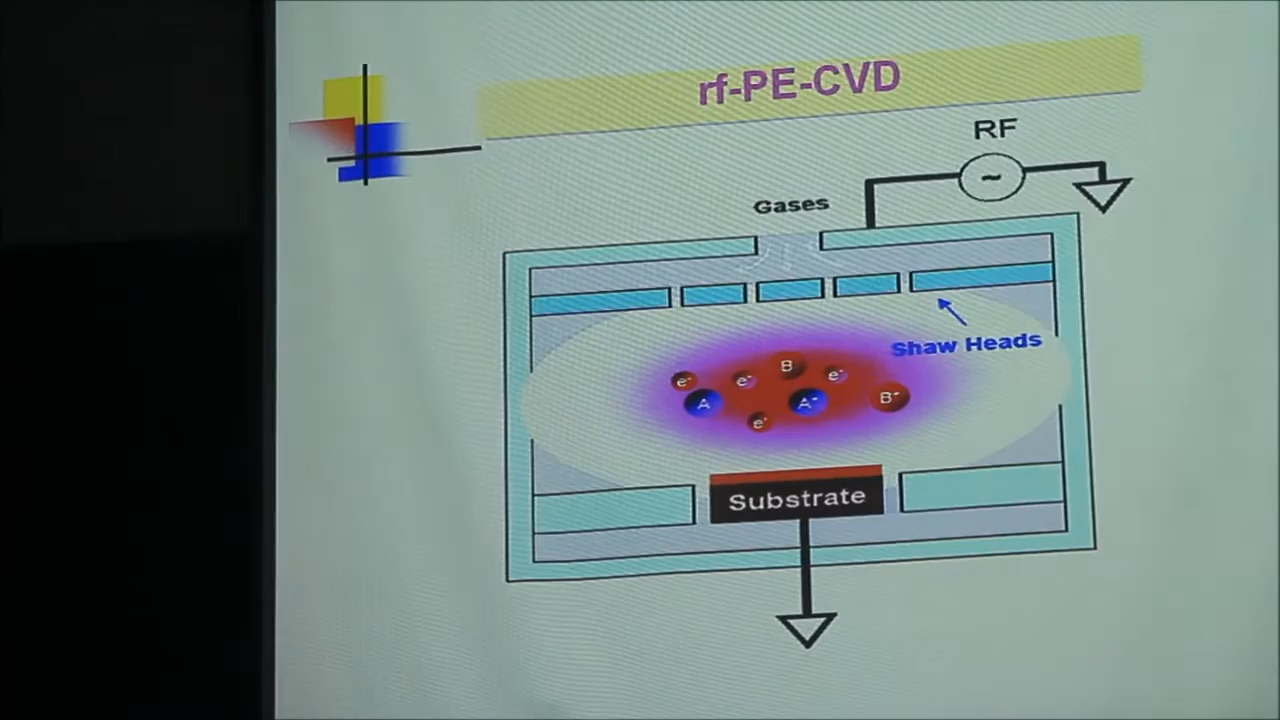 rf-PE-CVD
RF
~
Gases
Shaw Heads
e-
e-
B
e-
A
A-
B-
e-
Substrate